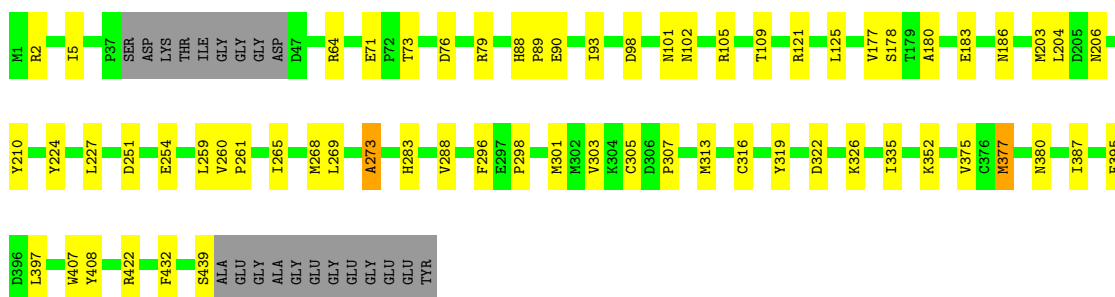 M1 R2 I5 P37 SER ASP LYS THR ILE GLY GLY GLY ASP D47 R64 E71 P72 T73 D76 R79 H88 P89 E90 I93 D98 N101 N102 R105 T109 R121 L125 V177 S178 T179 A180 E183 N186 M203 L204 D205 N206
Y210 Y224 L227 D251 E254 L259 V260 P261 I265 M268 L269 A273 H283 V288 F296 E297 P298 M301 M302 V303 K304 C305 D306 P307 M313 C316 Y319 D322 K326 I335 K352 V375 C376 M377 N380 I387
D396 L397 W407 Y408 R422 F432 S439 ALA GLU GLY ALA GLY GLU GLY GLU GLY GLU GLU TYR